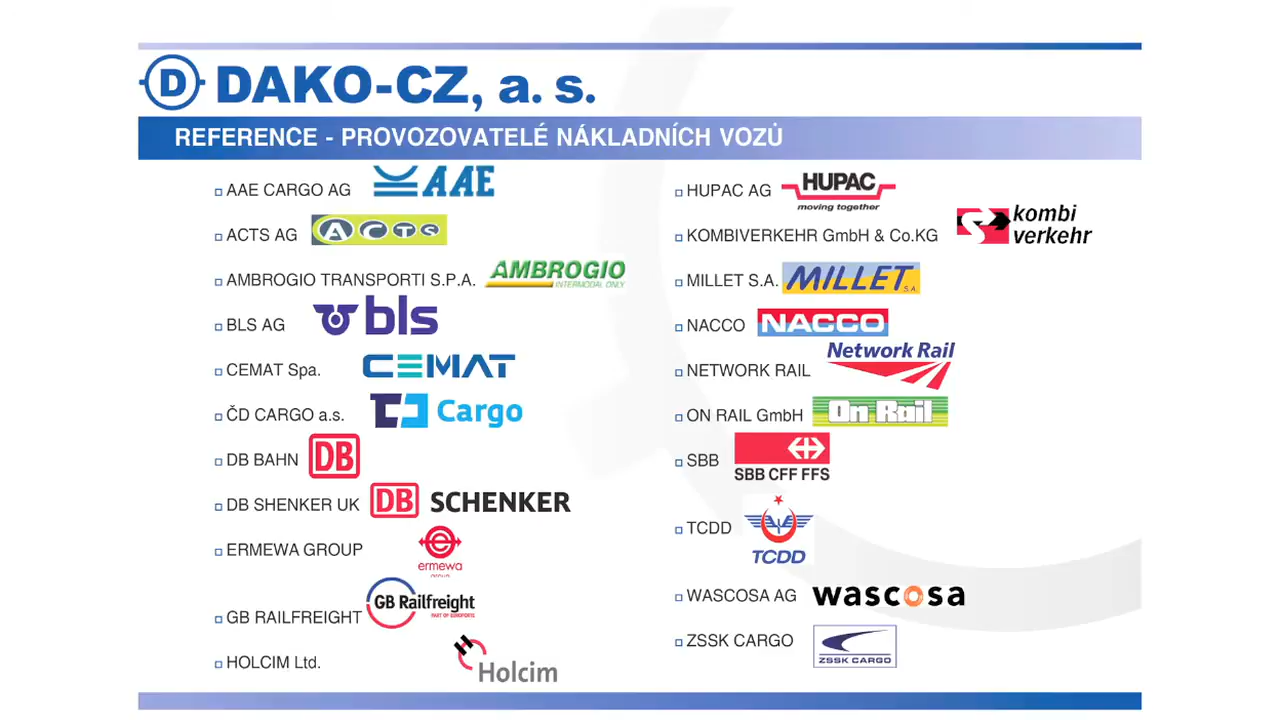 D DAKO-CZ, a. s.
REFERENCE - PROVOZOVATELÉ NÁKLADNÍCH VOZŮ
AAE CARGO AG AAE
ACTS AG ACTS
AMBROGIO TRANSPORTI S.P.A. AMBROGIO
INTERMODAL ONLY
BLS AG bls
CEMAT Spa. CEMAT
ČD CARGO a.s. Cargo
DB BAHN DB
DB SHENKER UK DB SCHENKER
ERMEWA GROUP
ermewa
group
GB RAILFREIGHT GB Railfreight
PART OF EUROPORTE
HOLCIM Ltd. Holcim
HUPAC AG HUPAC
moving together
KOMBIVERKEHR GmbH & Co.KG kombi
verkehr
MILLET S.A. MILLET S.A.
NACCO NACCO
NETWORK RAIL Network Rail
ON RAIL GmbH On Rail
SBB
SBB CFF FFS
TCDD
TCDD
WASCOSA AG wascosa
ZSSK CARGO
ZSSK CARGO